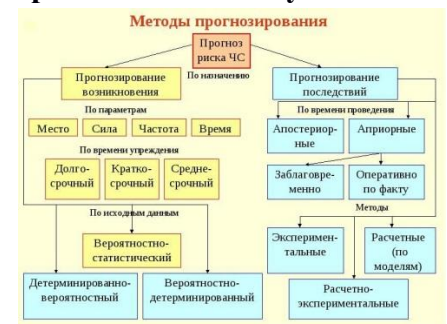 Методы прогнозирования
Прогноз
риска ЧС
По назначению
Прогнозирование
возникновения
По параметрам
Место
Сила
Частота
Время
По времени упреждения
Долго-
срочный
Кратко-
срочный
Средне-
срочный
По исходным данным
Вероятностно-
статистический
Детерминированно-
вероятностный
Вероятностно-
детерминированный
Прогнозирование
последствий
По времени проведения
Апостериор-
ные
Априорные
Заблаговре-
менно
Оперативно
по факту
Методы
Эксперимен-
тальные
Расчетные
(по
моделям)
Расчетно-
экспериментальные